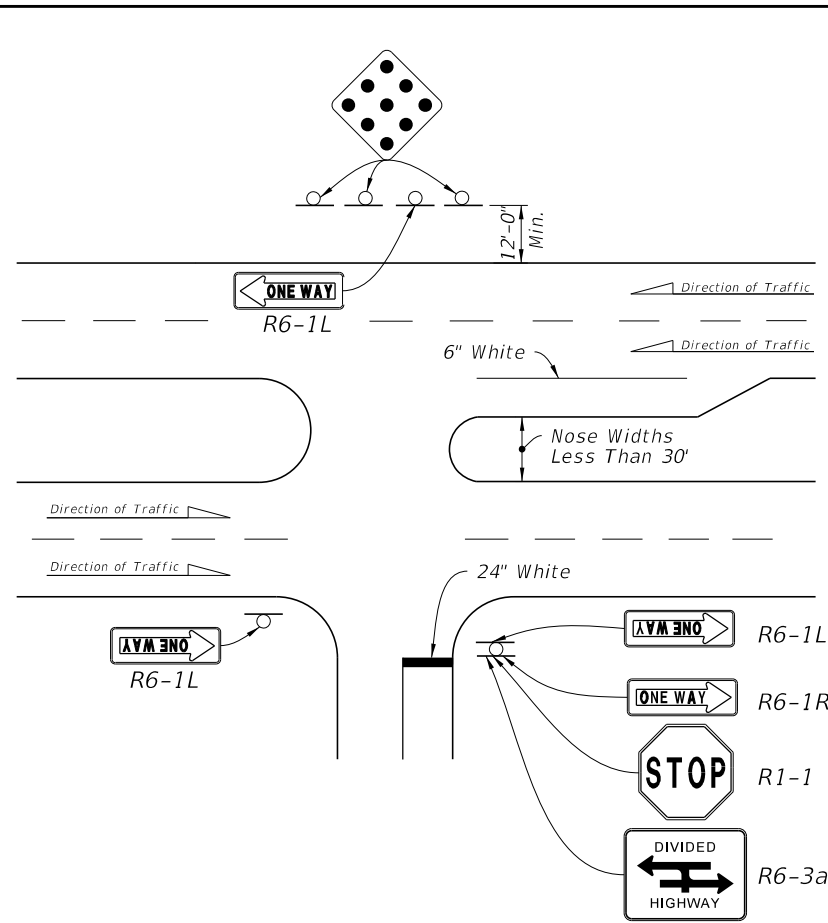 12'-0"
Min.
ONE WAY
R6-1L
Direction of Traffic
Direction of Traffic
6" White
Nose Widths
Less Than 30'
Direction of Traffic
Direction of Traffic
24" White
ONE WAY
R6-1L
ONE WAY
R6-1L
ONE WAY
R6-1R
STOP
R1-1
DIVIDED
HIGHWAY
R6-3a